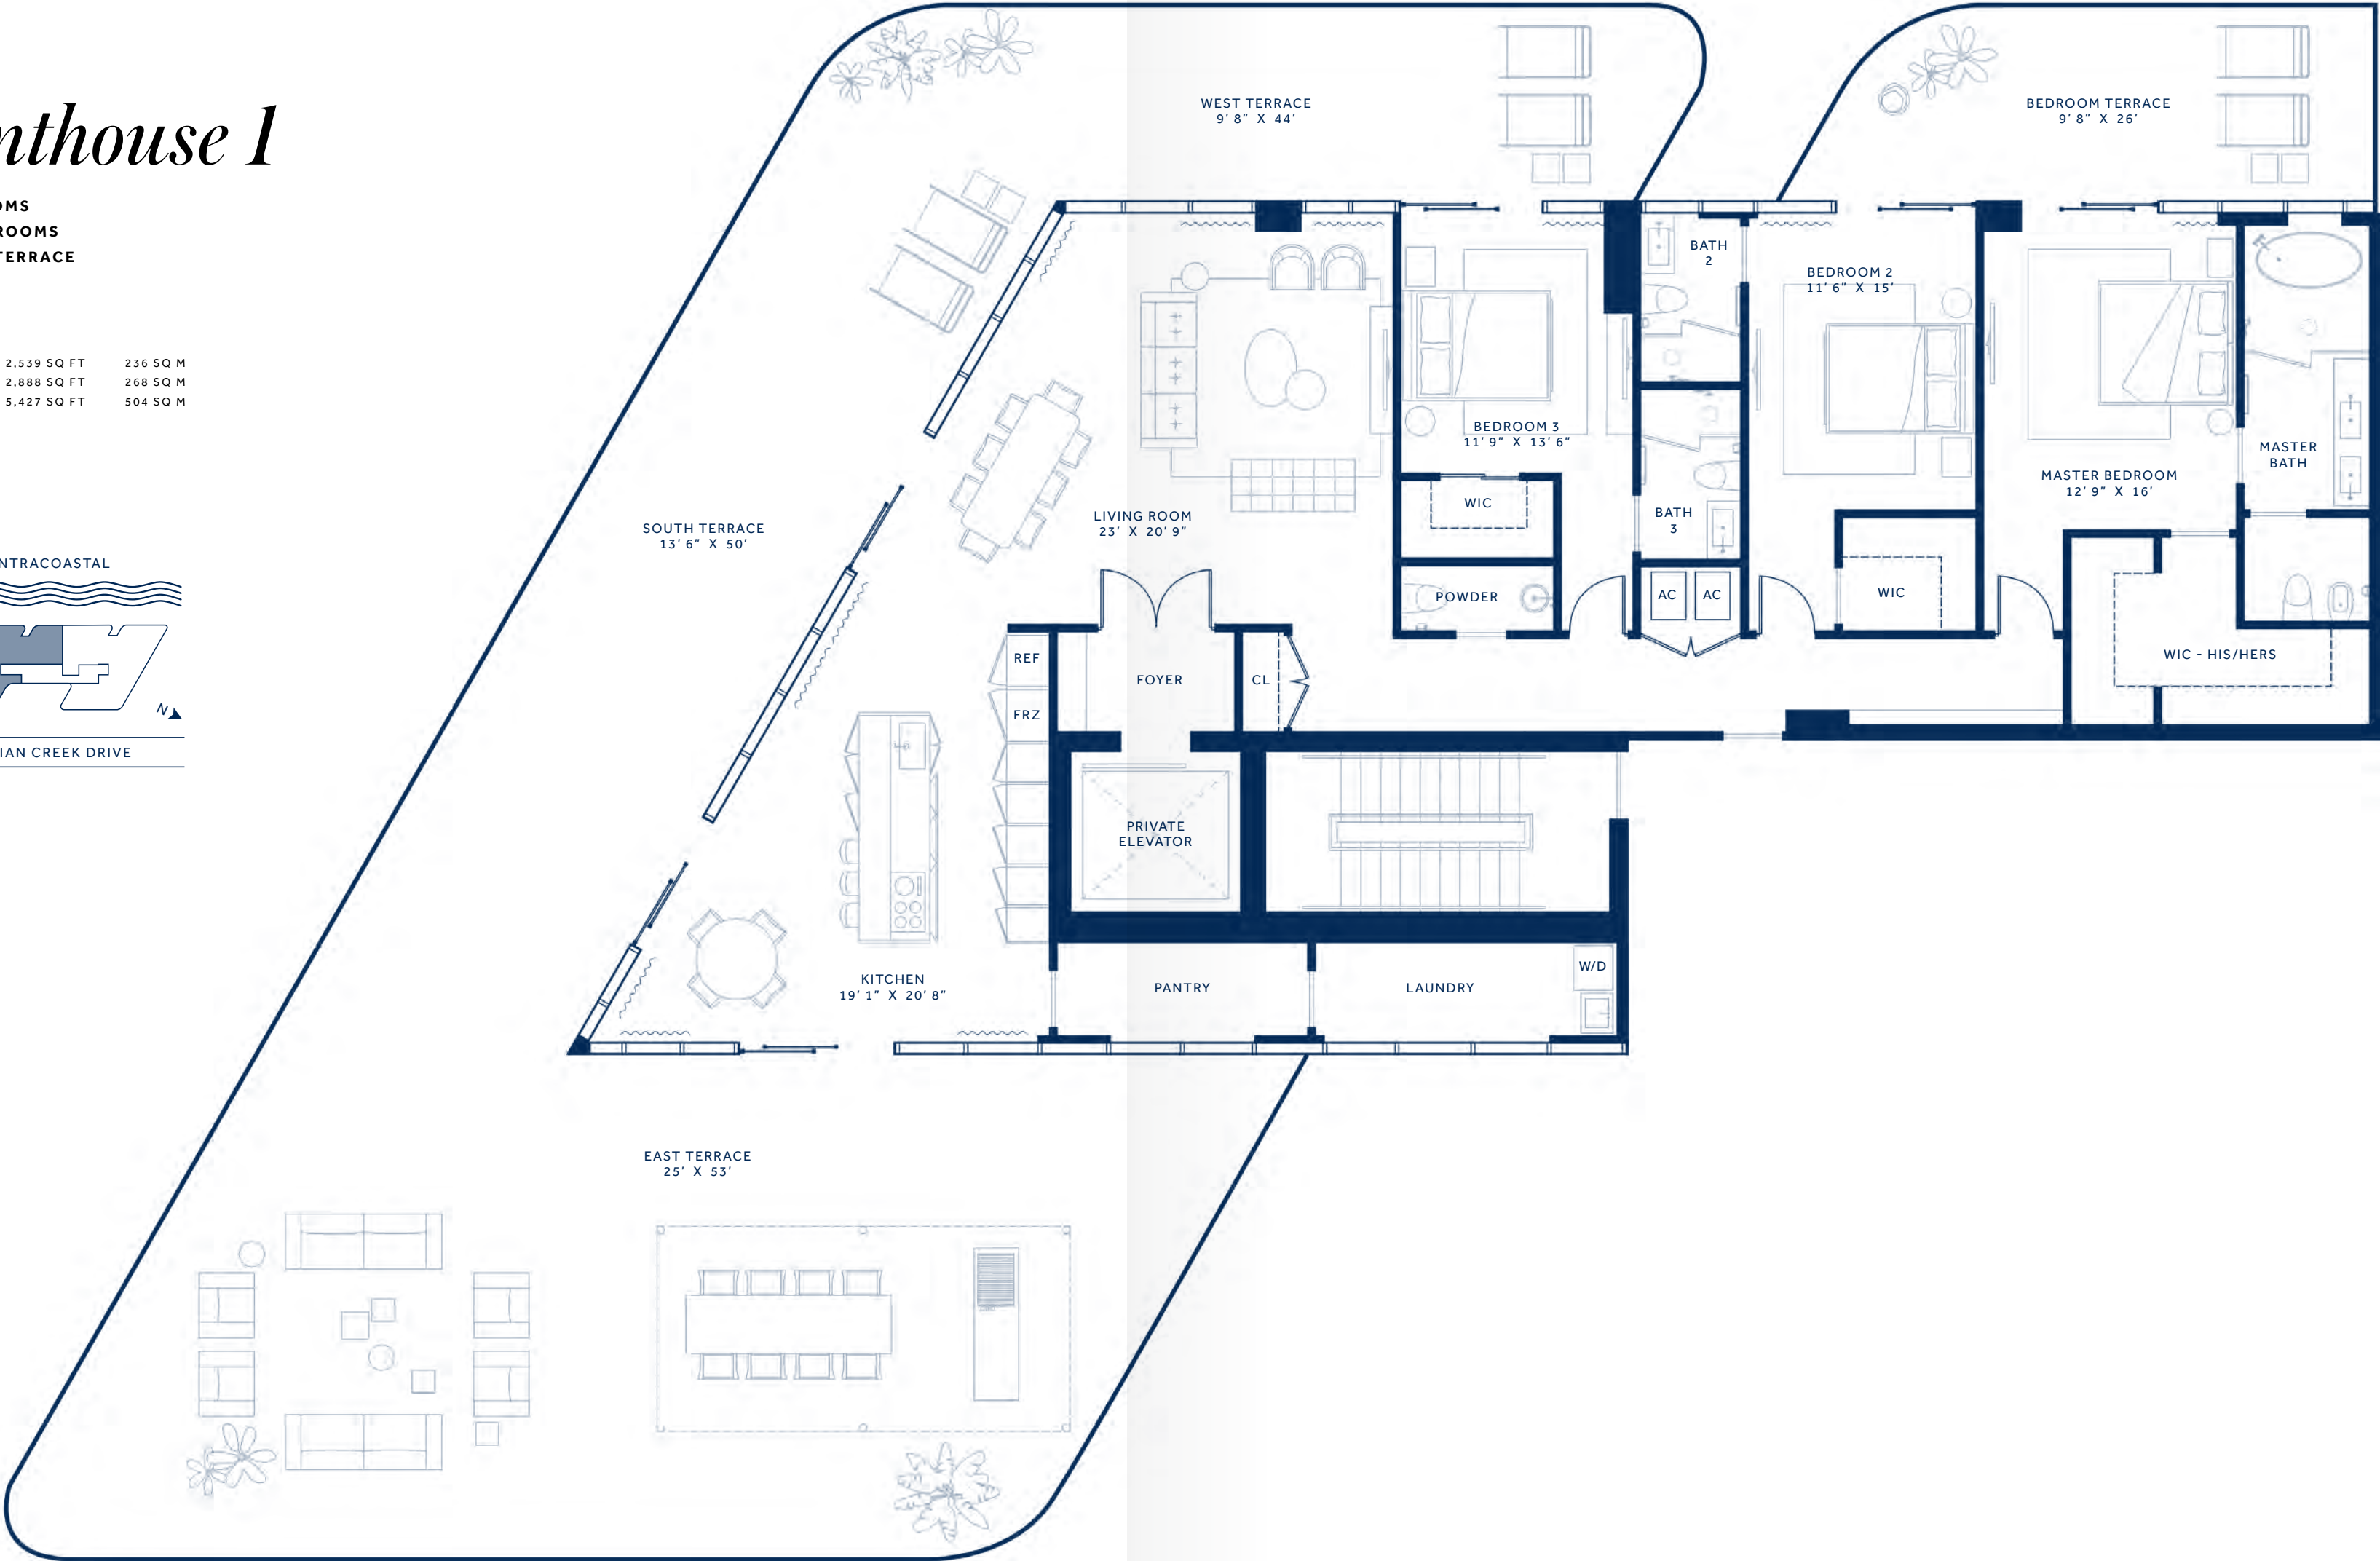 nthouse 1
OMS
ROOMS
TERRACE
2,539 SQ FT 236 SQ M
2,888 SQ FT 268 SQ M
5,427 SQ FT 504 SQ M
NTRACOASTAL
N
IAN CREEK DRIVE
WEST TERRACE
9' 8" X 44'
BEDROOM TERRACE
9' 8" X 26'
BATH
2
BEDROOM 2
11' 6" X 15'
BEDROOM 3
11' 9" X 13' 6"
MASTER
BATH
MASTER BEDROOM
12' 9" X 16'
WIC
LIVING ROOM
23' X 20' 9"
SOUTH TERRACE
13' 6" X 50'
BATH
3
POWDER
AC
AC
WIC
WIC - HIS/HERS
REF
FRZ
FOYER
CL
PRIVATE
ELEVATOR
KITCHEN
19' 1" X 20' 8"
PANTRY
LAUNDRY
W/D
EAST TERRACE
25' X 53'